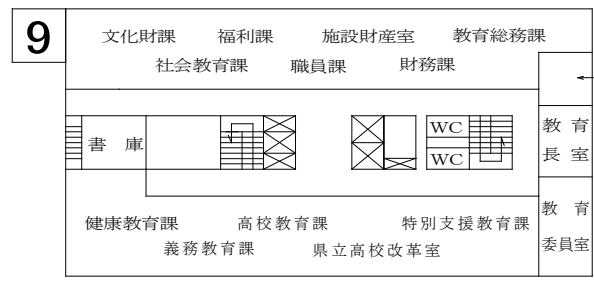 9
文化財課 福利課 施設財産室 教育総務課
社会教育課 職員課 財務課
書庫 WC
WC
教育
長室
健康教育課 高校教育課 特別支援教育課
義務教育課 県立高校改革室
教育
委員室